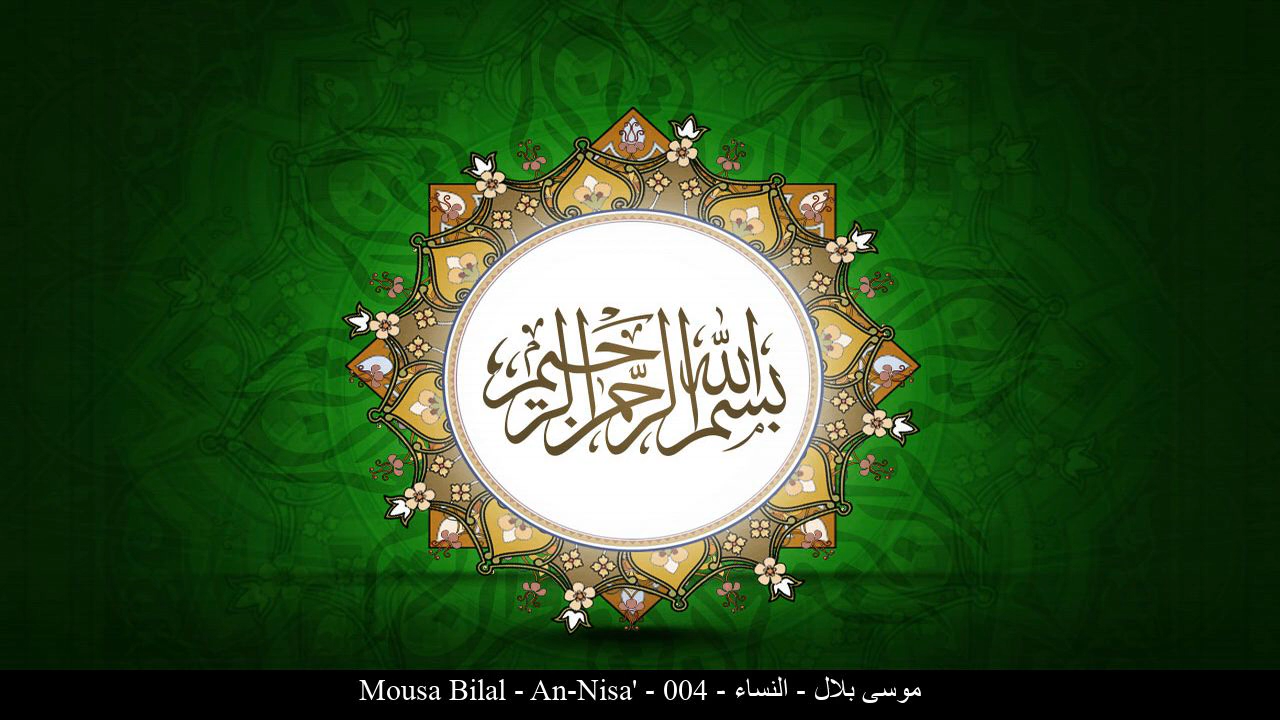 بسم الله الرحمن الرحيم
Mousa Bilal - An-Nisa' - 004 - موسى بلال - النساء